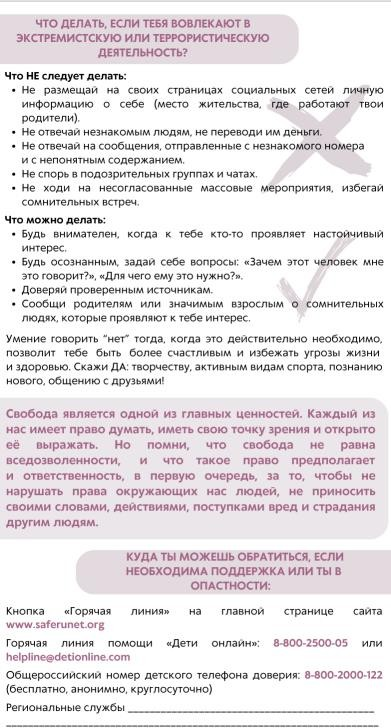 ЧТО ДЕЛАТЬ, ЕСЛИ ТЕБЯ ВОВЛЕКАЮТ В
ЭКСТРЕМИСТСКУЮ ИЛИ ТЕРРОРИСТИЧЕСКУЮ
ДЕЯТЕЛЬНОСТЬ?
Что НЕ следует делать:
• Не размещай на своих страницах социальных сетей личную
информацию о себе (место жительства, где работают твои
родители).
• Не отвечай незнакомым людям, не переводи им деньги.
• Не отвечай на сообщения, отправленные с незнакомого номера
и с непонятным содержанием.
• Не спорь в подозрительных группах и чатах.
• Не ходи на несогласованные массовые мероприятия, избегай
сомнительных встреч.
Что можно делать:
• Будь внимателен, когда к тебе кто-то проявляет настойчивый
интерес.
• Будь осознанным, задай себе вопросы: «Зачем этот человек мне
это говорит?», «Для чего ему это нужно?».
• Доверяй проверенным источникам.
• Сообщи родителям или значимым взрослым о сомнительных
людях, которые проявляют к тебе интерес.
Умение говорить “нет” тогда, когда это действительно необходимо,
позволит тебе быть более счастливым и избежать угрозы жизни
и здоровью. Скажи ДА: творчеству, активным видам спорта, познанию
нового, общению с друзьями!
Свобода является одной из главных ценностей. Каждый из
нас имеет право думать, иметь свою точку зрения и открыто
её выражать. Но помни, что свобода не равна
вседозволенности, и что такое право предполагает
и ответственность, в первую очередь, за то, чтобы не
нарушать права окружающих нас людей, не приносить
своими словами, действиями, поступками вред и страдания
другим людям.
КУДА ТЫ МОЖЕШЬ ОБРАТИТЬСЯ, ЕСЛИ
НЕОБХОДИМА ПОДДЕРЖКА ИЛИ ТЫ В
ОПАСНОСТИ:
Кнопка «Горячая линия» на главной странице сайта
www.saferunet.org
Горячая линия помощи «Дети онлайн»: 8-800-2500-05 или
helpline@detionline.com
Общероссийский номер детского телефона доверия: 8-800-2000-122
(бесплатно, анонимно, круглосуточно)
Региональные службы